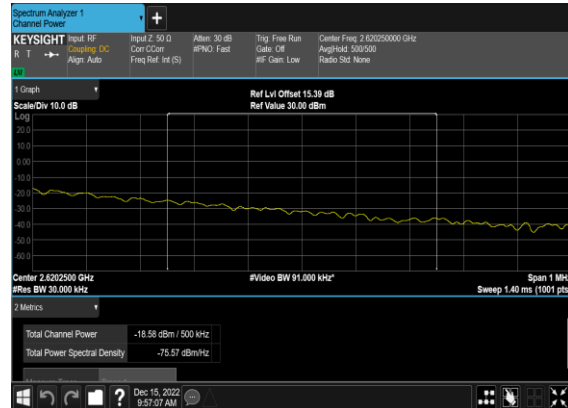 Spectrum Analyzer 1
Channel Power
KEYSIGHT Input: RF Input Z: 50 Ω Atten: 30 dB Trig: Free Run Center Freq: 2.620250000 GHz
R T Coupling: DC Corr CCorr #PNO: Fast Gate: Off Avg|Hold: 500/500
Align: Auto Freq Ref: Int (S) #IF Gain: Low Radio Std: None
LW
1 Graph
Ref Lvl Offset 15.39 dB
Scale/Div 10.0 dB Ref Value 30.00 dBm
Log
20.0
10.0
0.00
-10.0
-20.0
-30.0
-40.0
-50.0
-60.0
Center 2.6202500 GHz #Video BW 91.000 kHz* Span 1 MHz
#Res BW 30.000 kHz Sweep 1.40 ms (1001 pts
2 Metrics
Total Channel Power -18.58 dBm / 500 kHz
Total Power Spectral Density -75.57 dBm/Hz
Dec 15, 2022
9:57:07 AM